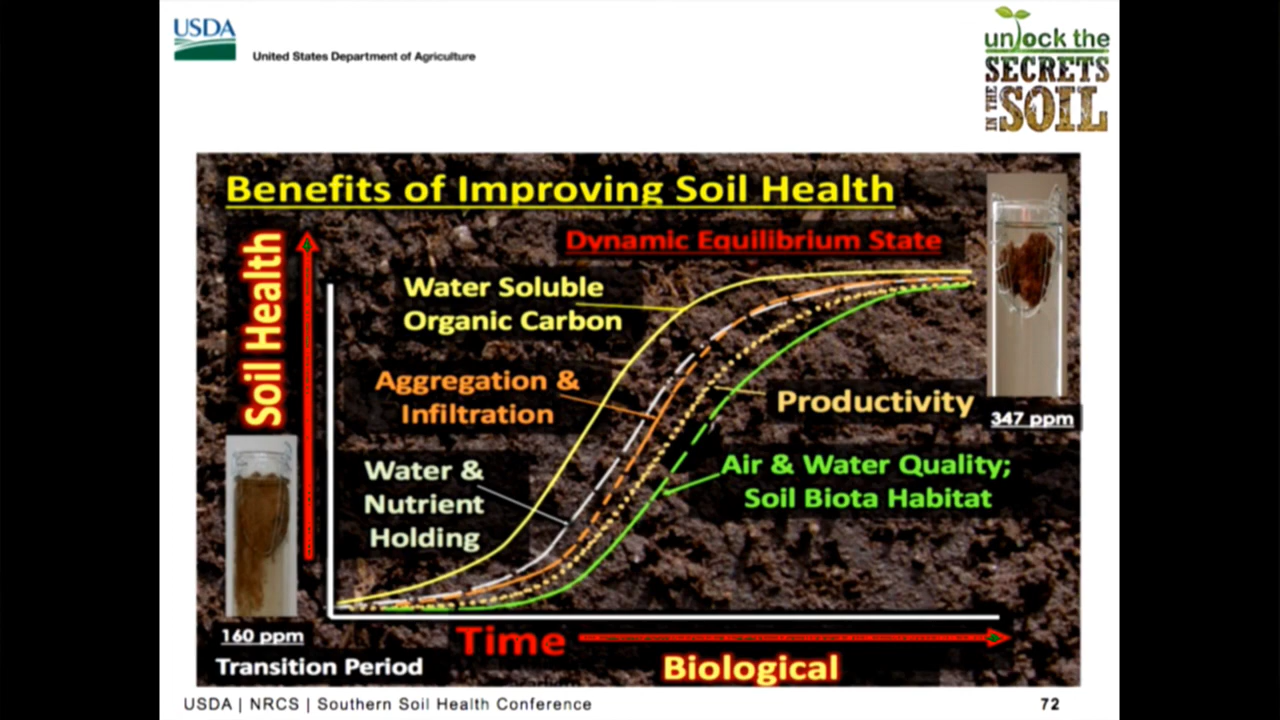 USDA
United States Department of Agriculture
unlock the
SECRETS
IN THE
SOIL
Benefits of Improving Soil Health
Dynamic Equilibrium State
Soil Health
Water Soluble
Organic Carbon
Aggregation &
Infiltration
Productivity
347 ppm
Water &
Nutrient
Holding
Air & Water Quality;
Soil Biota Habitat
160 ppm
Transition Period
Time
Biological
USDA | NRCS | Southern Soil Health Conference
72